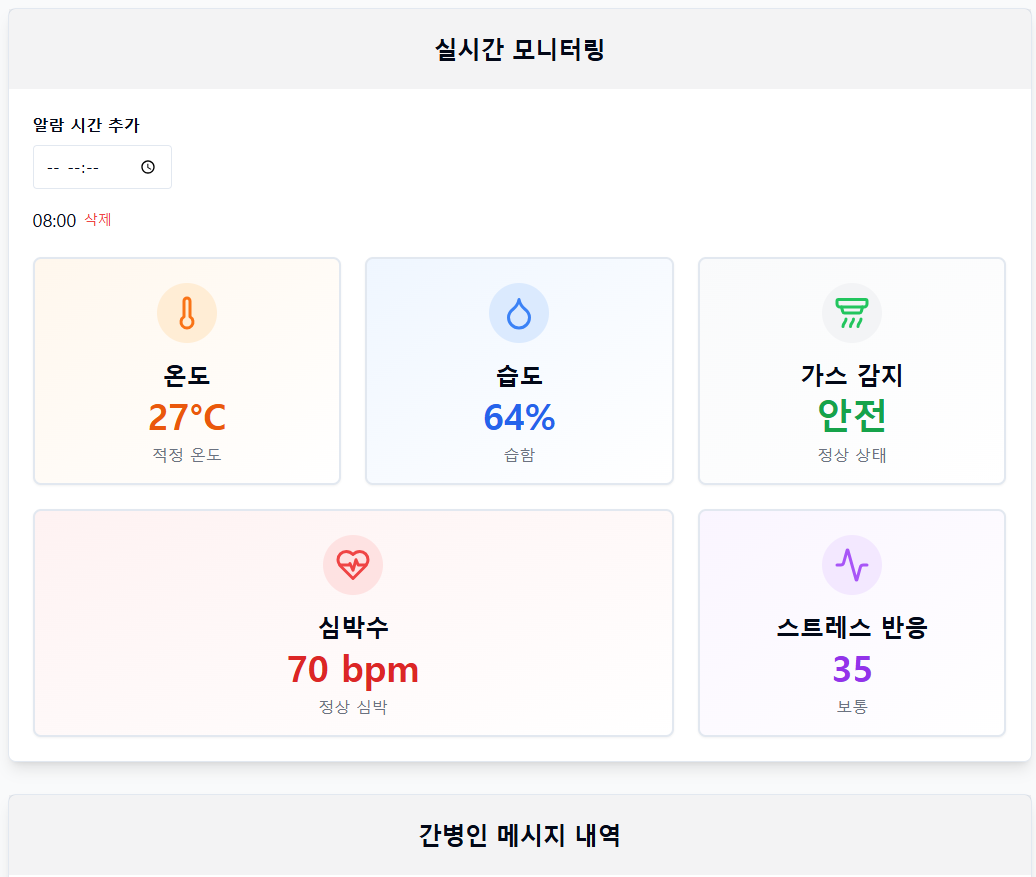 실시간 모니터링
알람 시간 추가
-- --:--
08:00 삭제
온도
27°C
적정 온도
습도
64%
습함
가스 감지
안전
정상 상태
심박수
70 bpm
정상 심박
스트레스 반응
35
보통
간병인 메시지 내역